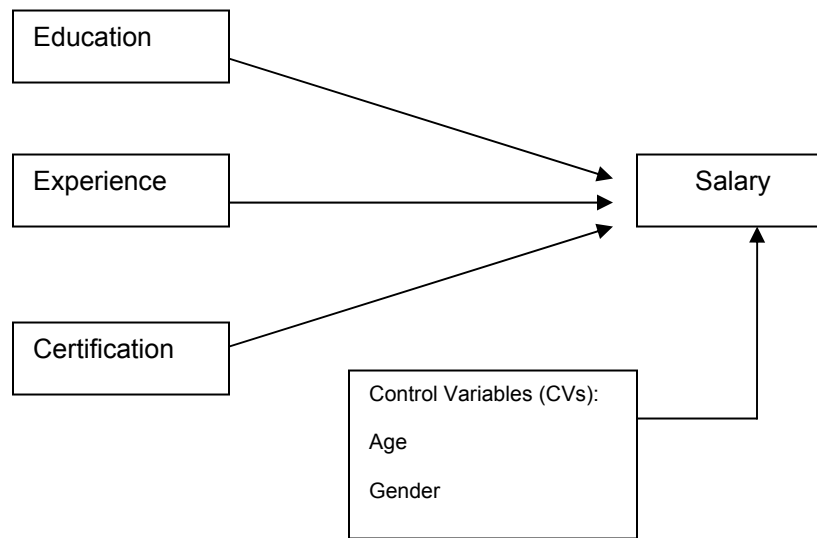 Education
Experience
Salary
Certification
Control Variables (CVs):
Age
Gender